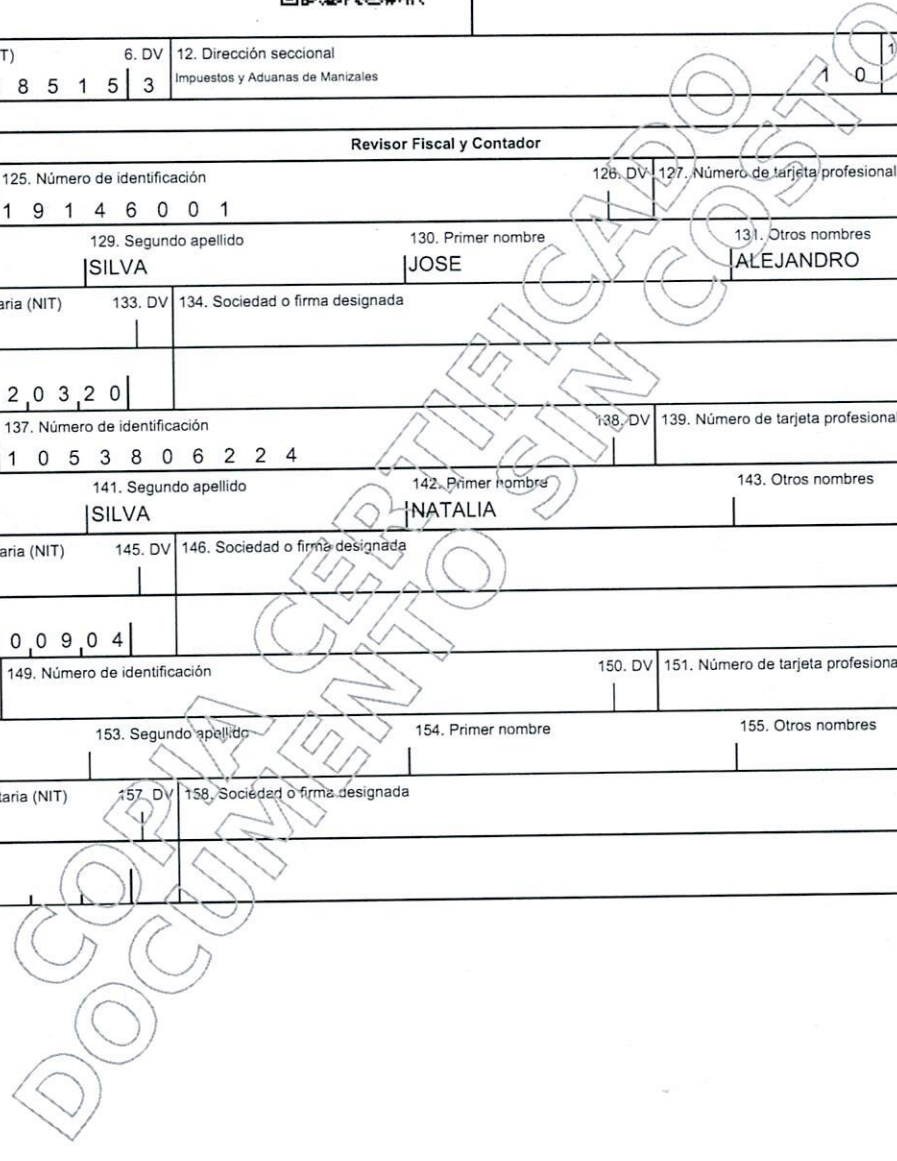 T) 6. DV 12. Dirección seccional
8 5 1 5 3 Impuestos y Aduanas de Manizales 1 0
Revisor Fiscal y Contador
125. Número de identificación 126. DV 127. Número de tarjeta profesional
1 9 1 4 6 0 0 1
129. Segundo apellido 130. Primer nombre 131. Otros nombres
SILVA JOSE ALEJANDRO
aria (NIT) 133. DV 134. Sociedad o firma designada
2 0 3 2 0
137. Número de identificación 138. DV 139. Número de tarjeta profesional
1 0 5 3 8 0 6 2 2 4
141. Segundo apellido 142. Primer nombre 143. Otros nombres
SILVA NATALIA
aria (NIT) 145. DV 146. Sociedad o firma designada
0 0 9 0 4
149. Número de identificación 150. DV 151. Número de tarjeta profesiona
153. Segundo apellido 154. Primer nombre 155. Otros nombres
taria (NIT) 157. DV 158. Sociedad o firma designada
COPIA CERTIFICADO
DOCUMENTO SIN COSTO